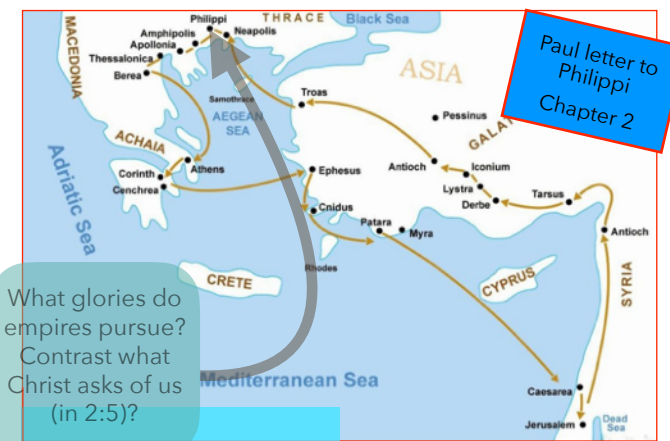 Philippi
THRACE
Black Sea
Amphipolis
Neapolis
Apollonia
Thessalonica
Berea
MACEDONIA
ASIA
Paul letter to
Philippi
Chapter 2
Samothrace
AEGEAN
SEA
Troas
Pessinus
GALAT
ACHAIA
Adriatic Sea
Athens
Corinth
Cenchrea
Ephesus
Antioch
Iconium
Lystra
Derbe
Tarsus
Cnidus
Patara
Myra
Antioch
Rhodes
CRETE
CYPRUS
SYRIA
What glories do
empires pursue?
Contrast what
Christ asks of us
(in 2:5)?
Mediterranean Sea
Caesarea
Jerusalem
Dead
Sea